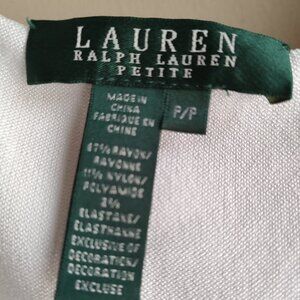 LAUREN
RALPH LAUREN
PETITE
P/P
MADE IN
CHINA
FABRIQUE EN
CHINE
87% RAYON/
RAYONNE
11% NYLON/
POLYAMIDE
2%
ELASTANE/
ELASTHANNE
EXCLUSIVE OF
DECORATION/
DECORATION
EXCLUSE